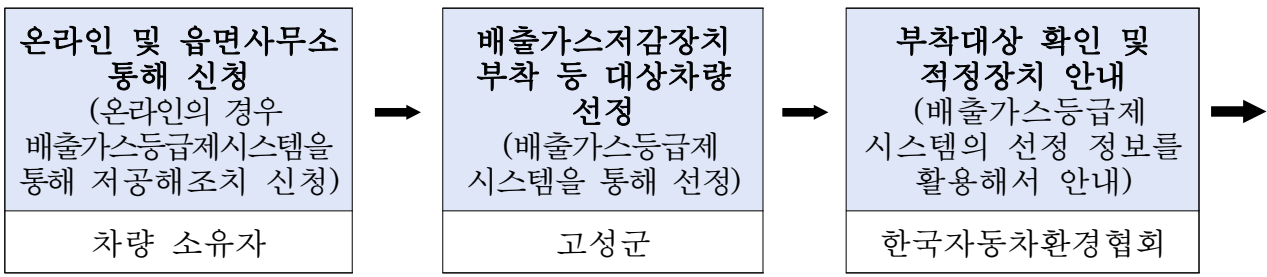 온라인 및 읍면사무소
통해 신청
(온라인의 경우
배출가스등급제시스템을
통해 저공해조치 신청)
차량 소유자
배출가스저감장치
부착 등 대상차량
선정
(배출가스등급제
시스템을 통해 선정)
고성군
부착대상 확인 및
적정장치 안내
(배출가스등급제
시스템의 선정 정보를
활용해서 안내)
한국자동차환경협회